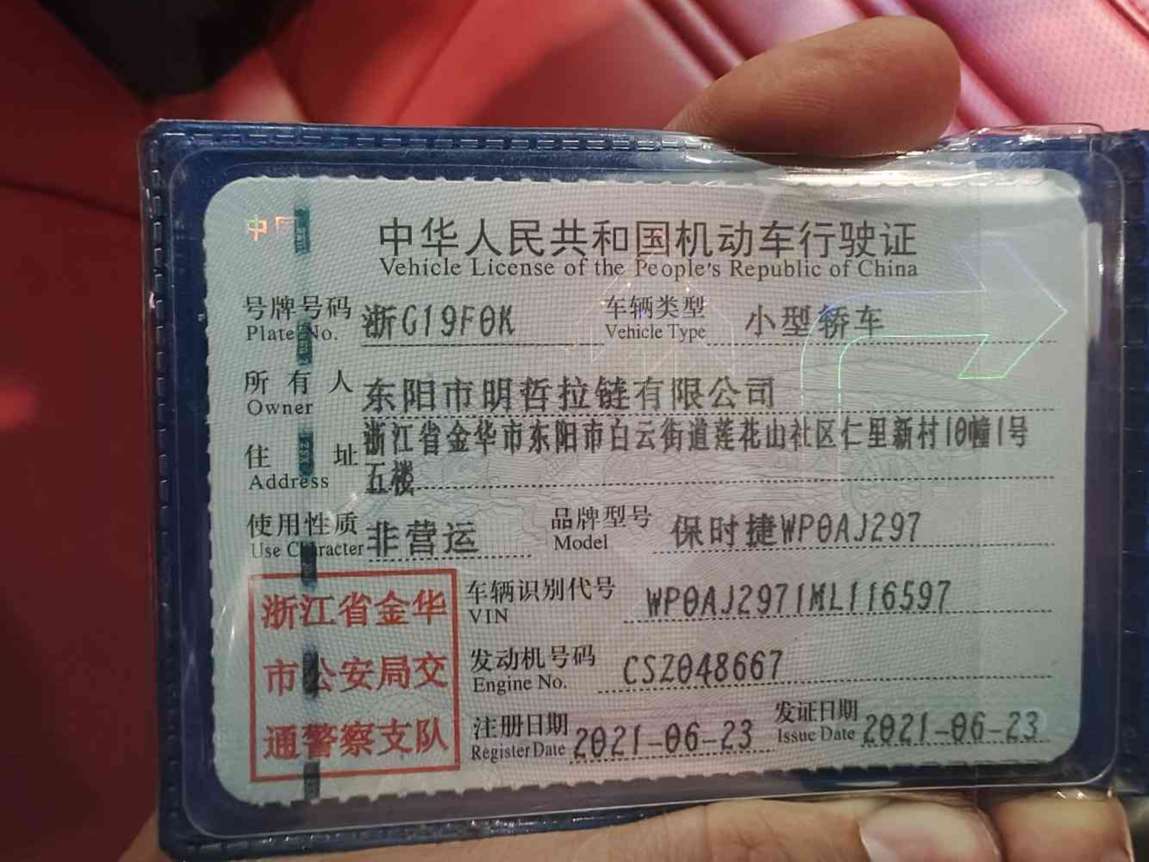 中华人民共和国机动车行驶证
Vehicle License of the People's Republic of China
号牌号码 浙G19F0K 车辆类型 小型轿车
Plate No. Vehicle Type
所有人 东阳市明哲拉链有限公司
Owner
住址 浙江省金华市东阳市白云街道莲花山社区仁里新村10幢1号
Address 五楼
使用性质 非营运 品牌型号 保时捷WP0AJ297
Use Character Model
浙江省金华
市公安局交
通警察支队
车辆识别代号 WP0AJ2971ML116597
VIN
发动机号码 CSZ048667
Engine No.
注册日期 2021-06-23 发证日期 2021-06-23
Register Date Issue Date